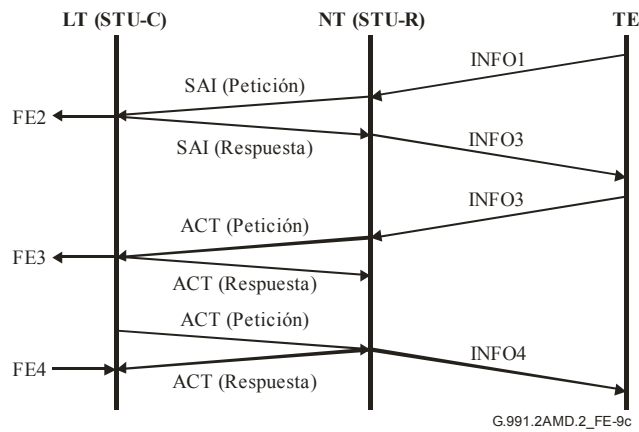 LT (STU-C) NT (STU-R) TE
INFO1
SAI (Petición)
FE2
SAI (Respuesta)
INFO3
INFO3
ACT (Petición)
FE3
ACT (Respuesta)
ACT (Petición)
INFO4
FE4
ACT (Respuesta)
G.991.2AMD.2_FE-9c